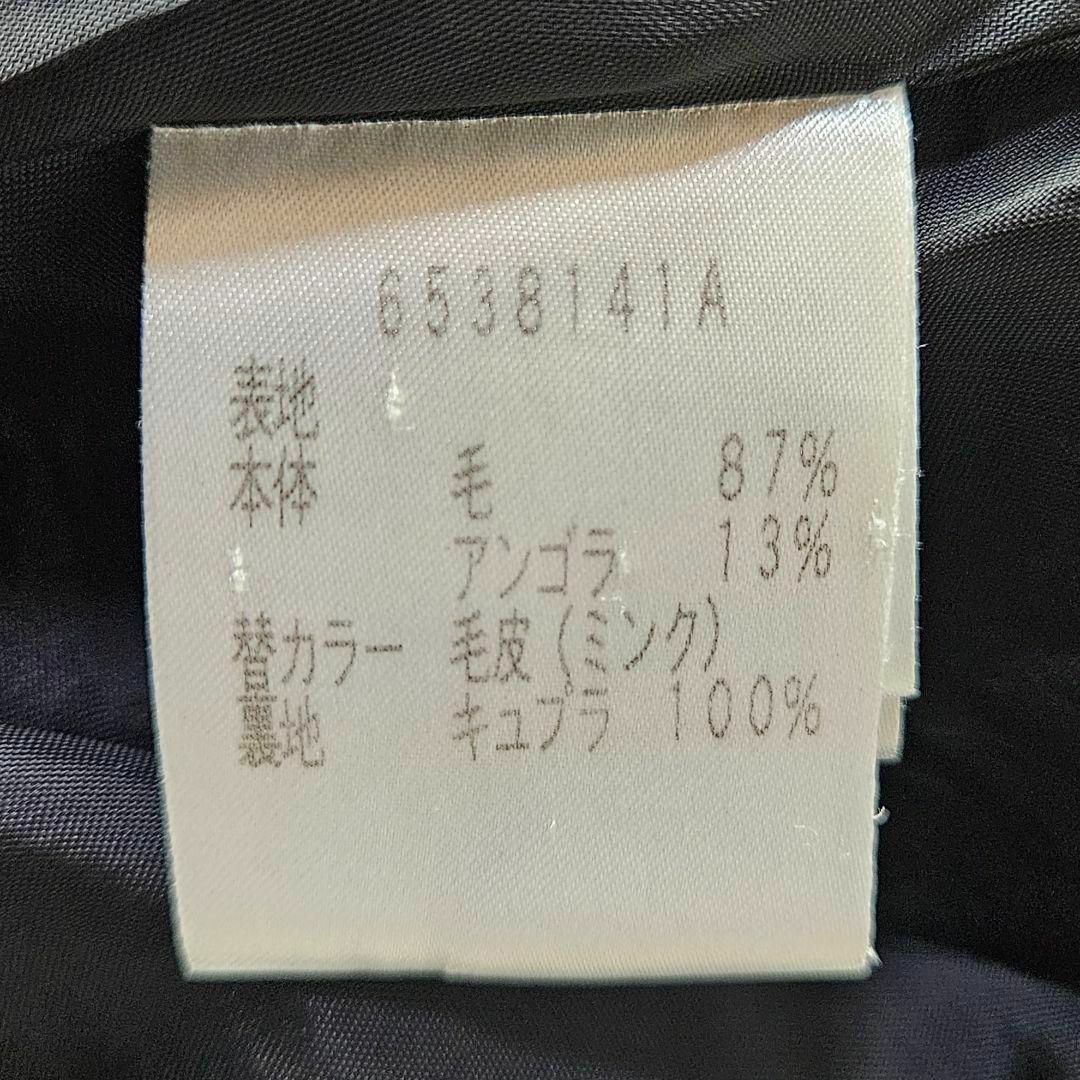 6538141A
表地
本体 毛 87%
アンゴラ 13%
替カラー 毛皮(ミンク)
裏地 キュプラ 100%